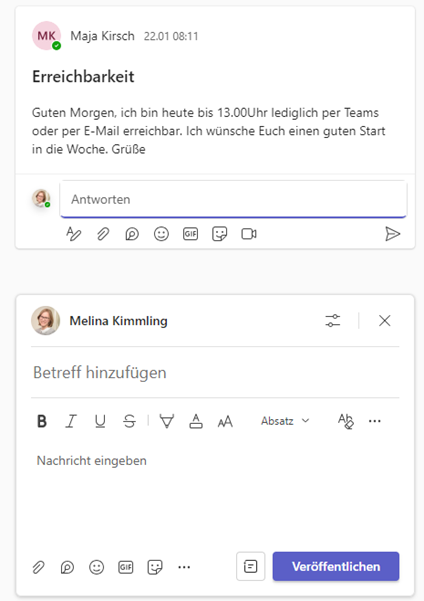 MK Maja Kirsch 22.01 08:11
Erreichbarkeit
Guten Morgen, ich bin heute bis 13.00Uhr lediglich per Teams
oder per E-Mail erreichbar. Ich wünsche Euch einen guten Start
in die Woche. Grüße
Antworten
GIF
Melina Kimmling
Betreff hinzufügen
B I U S A AA Absatz Ab
Nachricht eingeben
GIF Veröffentlichen